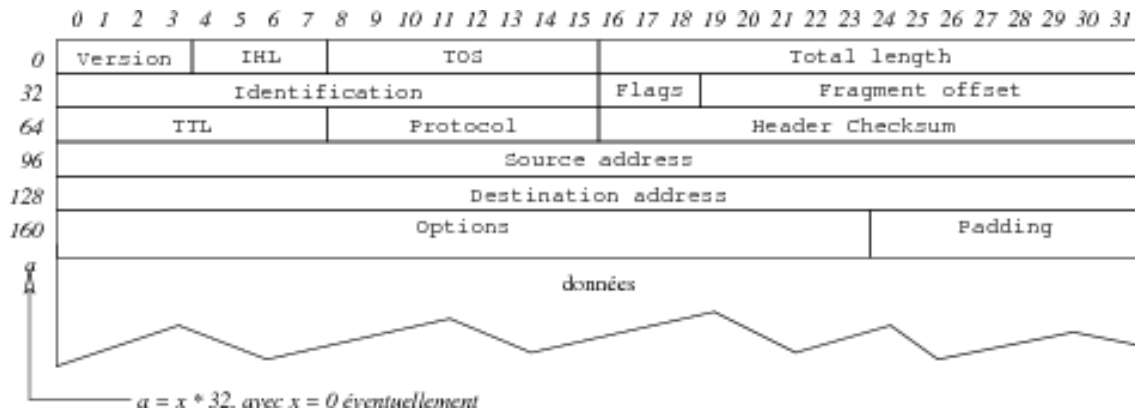 0 1 2 3 4 5 6 7 8 9 10 11 12 13 14 15 16 17 18 19 20 21 22 23 24 25 26 27 28 29 30 31
0 Version IHL TOS Total length
32 Identification Flags Fragment offset
64 TTL Protocol Header Checksum
96 Source address
128 Destination address
160 Options Padding
a données
a = x * 32, avec x = 0 éventuellement